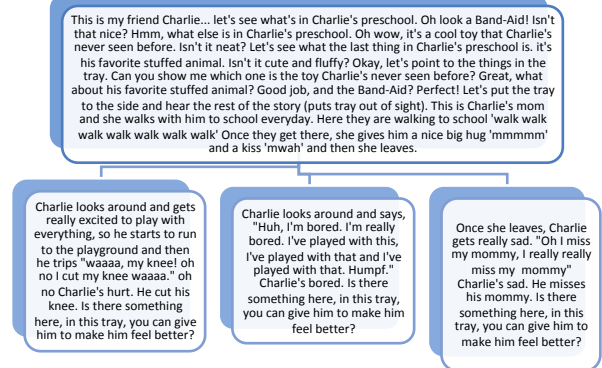 This is my friend Charlie... let's see what's in Charlie's preschool. Oh look a Band-Aid! Isn't
that nice? Hmm, what else is in Charlie's preschool. Oh wow, it's a cool toy that Charlie's
never seen before. Isn't it neat? Let's see what the last thing in Charlie's preschool is. it's
his favorite stuffed animal. Isn't it cute and fluffy? Okay, let's point to the things in the
tray. Can you show me which one is the toy Charlie's never seen before? Great, what
about his favorite stuffed animal? Good job, and the Band-Aid? Perfect! Let's put the tray
to the side and hear the rest of the story (puts tray out of sight). This is Charlie's mom
and she walks with him to school everyday. Here they are walking to school 'walk walk
walk walk walk walk walk' Once they get there, she gives him a nice big hug 'mmmmm'
and a kiss 'mwah' and then she leaves.
Charlie looks around and gets
really excited to play with
everything, so he starts to run
to the playground and then
he trips "waaaa, my knee! oh
no I cut my knee waaaa." oh
no Charlie's hurt. He cut his
knee. Is there something
here, in this tray, you can give
him to make him feel better?
Charlie looks around and says,
"Huh, I'm bored. I'm really
bored. I've played with this,
I've played with that and I've
played with that. Humpf."
Charlie's bored. Is there
something here, in this tray,
you can give him to make him
feel better?
Once she leaves, Charlie
gets really sad. "Oh I miss
my mommy, I really really
miss my mommy"
Charlie's sad. He misses
his mommy. Is there
something here, in this
tray, you can give him to
make him feel better?